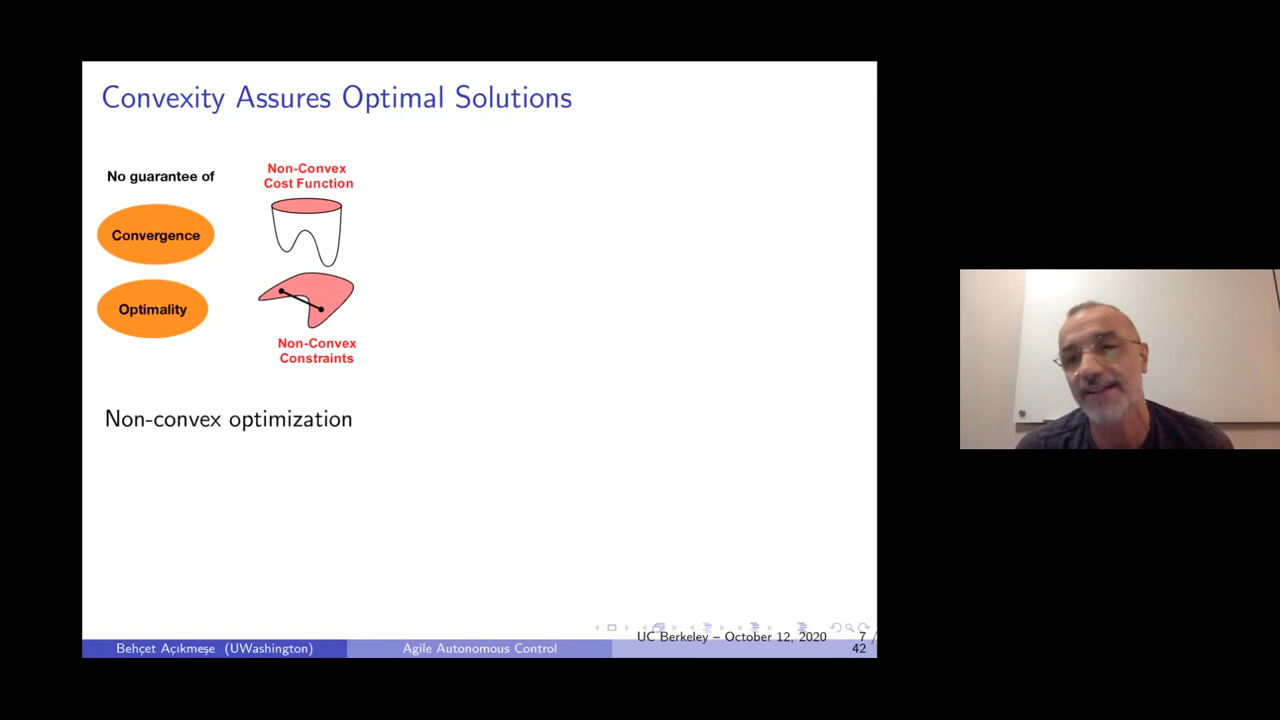 Convexity Assures Optimal Solutions
No guarantee of
Convergence
Optimality
Non-Convex
Cost Function
Non-Convex
Constraints
Non-convex optimization
UC Berkeley – October 12, 2020 7 /
Behçet Açıkmeşe (UWashington) Agile Autonomous Control 42